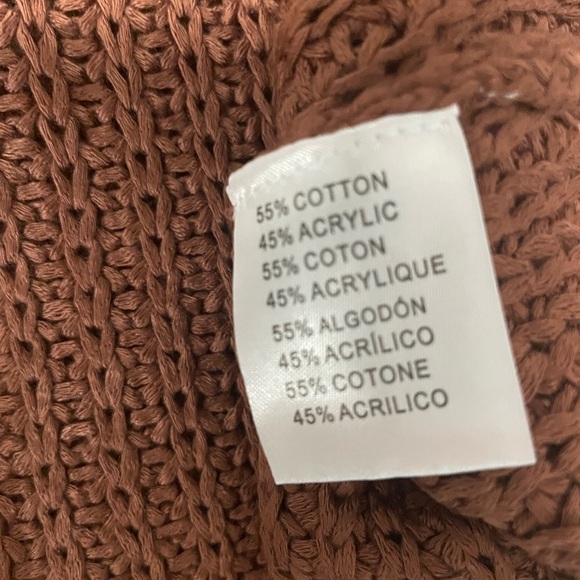 55% COTTON
45% ACRYLIC
55% COTON
45% ACRYLIQUE
55% ALGODÓN
45% ACRÍLICO
55% COTONE
45% ACRILICO